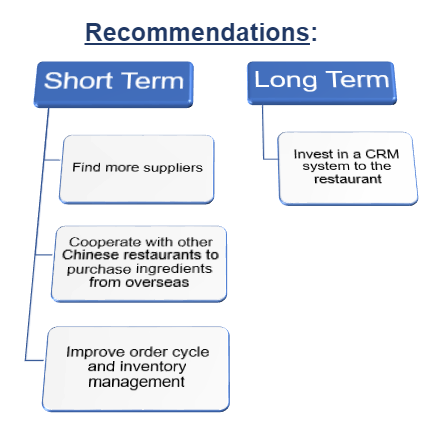 Recommendations:
Short Term
Long Term
Find more suppliers
Invest in a CRM
system to the
restaurant
Cooperate with other
Chinese restaurants to
purchase ingredients
from overseas
Improve order cycle
and inventory
management